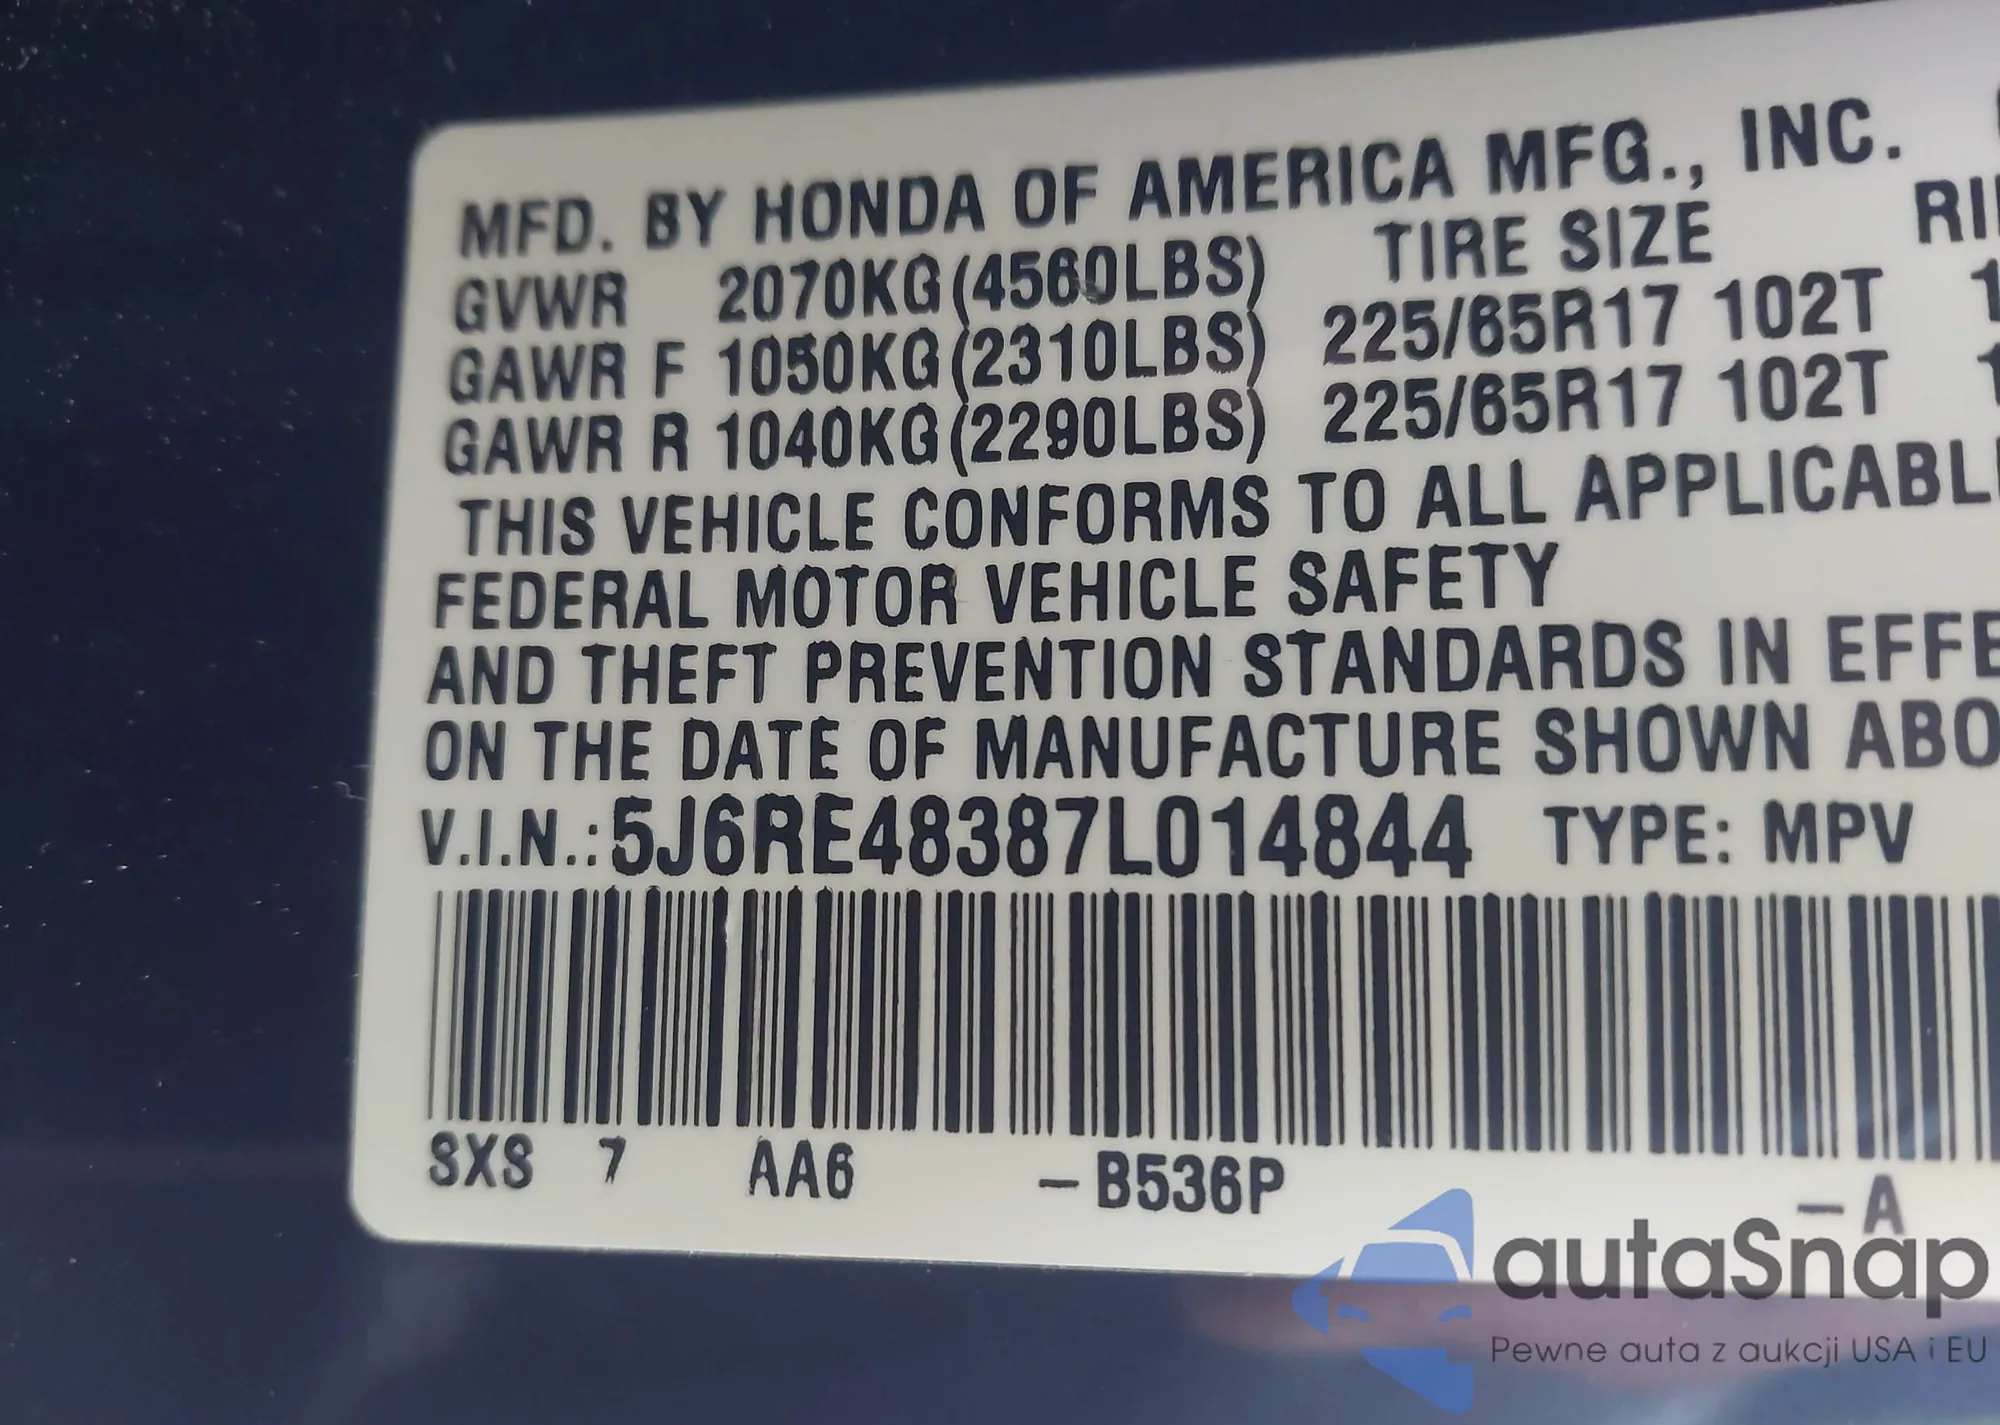 MFD. BY HONDA OF AMERICA MFG., INC.
TIRE SIZE
GVWR 2070KG(4560LBS)
GAWR F 1050KG(2310LBS) 225/65R17 102T
GAWR R 1040KG(2290LBS) 225/65R17 102T
THIS VEHICLE CONFORMS TO ALL
FEDERAL MOTOR VEHICLE SAFETY
AND THEFT PREVENTION STANDARDS IN
ON THE DATE OF MANUFACTURE SHOWN
V.I.N.:5J6RE48387L014844 TYPE: MPV
SXS 7 AA6 -B536P -A
autaSnap
Pewne auta z aukcji USA i EU